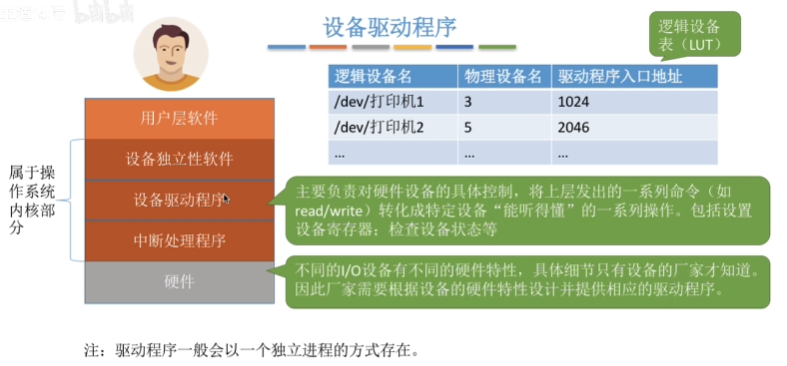 设备驱动程序
逻辑设备
表（LUT）
逻辑设备名 物理设备名 驱动程序入口地址
/dev/打印机1 3 1024
/dev/打印机2 5 2046
... ... ...
用户层软件
设备独立性软件
设备驱动程序
中断处理程序
硬件
属于操
作系统
内核部
分
主要负责对硬件设备的具体控制，将上层发出的一系列命令（如
read/write）转化成特定设备“能听得懂”的一系列操作。包括设置
设备寄存器；检查设备状态等
不同的I/O设备有不同的硬件特性，具体细节只有设备的厂家才知道。
因此厂家需要根据设备的硬件特性设计并提供相应的驱动程序。
注：驱动程序一般会以一个独立进程的方式存在。